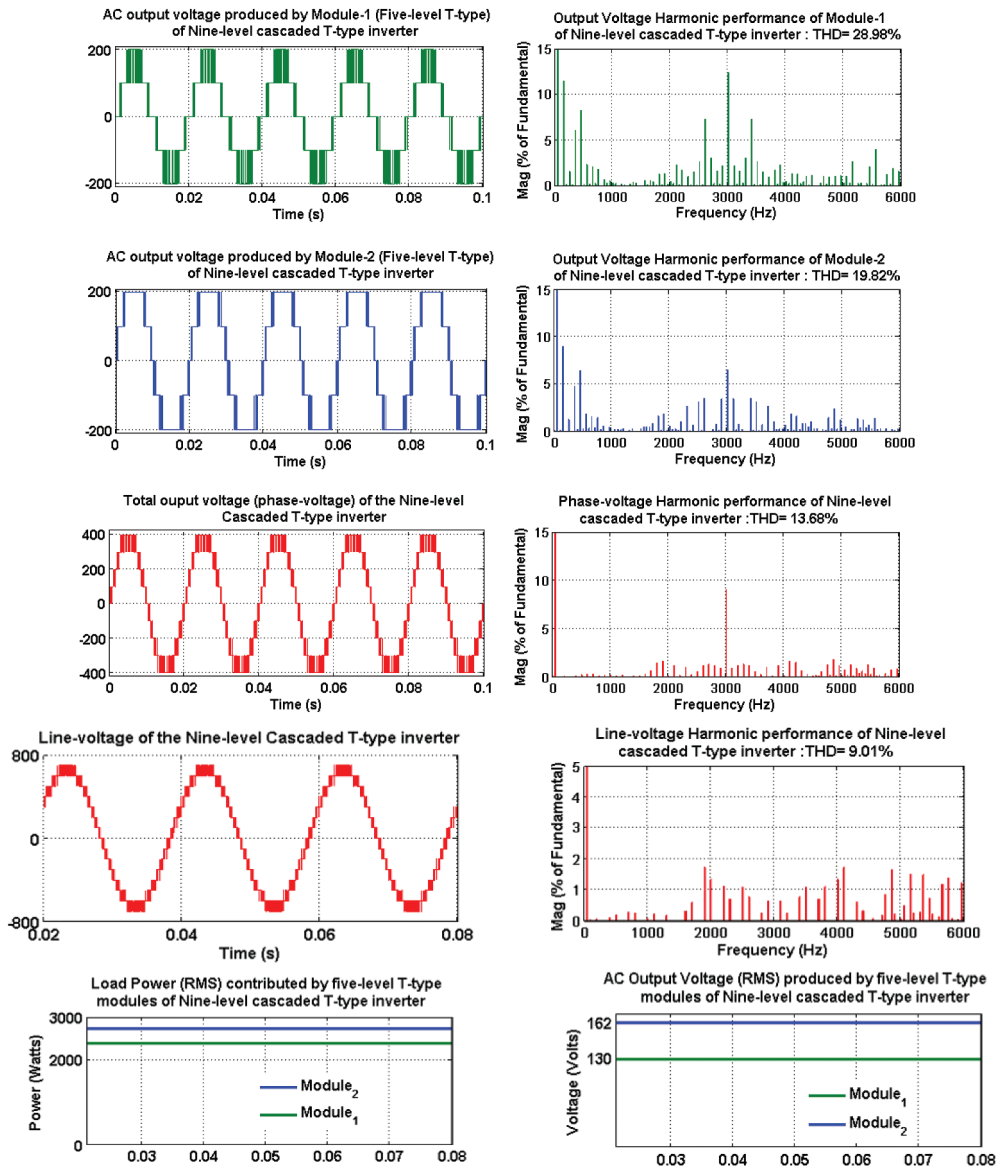 AC output voltage produced by Module-1 (Five-level T-type)
of Nine-level cascaded T-type inverter
200
0
-200
0 0.02 0.04 0.06 0.08 0.1
Time (s)
Output Voltage Harmonic performance of Module-1
of Nine-level cascaded T-type inverter : THD= 28.98%
Mag (% of Fundamental)
15
10
5
0
0 1000 2000 3000 4000 5000 6000
Frequency (Hz)
AC output voltage produced by Module-2 (Five-level T-type)
of Nine-level cascaded T-type inverter
200
0
-200
0 0.02 0.04 0.06 0.08 0.1
Time (s)
Output Voltage Harmonic performance of Module-2
of Nine-level cascaded T-type inverter : THD= 19.82%
Mag (% of Fundamental)
15
10
5
0
0 1000 2000 3000 4000 5000 6000
Frequency (Hz)
Total ouput voltage (phase-voltage) of the Nine-level
Cascaded T-type inverter
400
200
0
-200
-400
0 0.02 0.04 0.06 0.08 0.1
Time (s)
Phase-voltage Harmonic performance of Nine-level
cascaded T-type inverter :THD= 13.68%
Mag (% of Fundamental)
15
10
5
0
0 1000 2000 3000 4000 5000 6000
Frequency (Hz)
Line-voltage of the Nine-level Cascaded T-type inverter
800
0
-800
0.02 0.04 0.06 0.08
Time (s)
Line-voltage Harmonic performance of Nine-level
cascaded T-type inverter :THD= 9.01%
Mag (% of Fundamental)
5
4
3
2
1
0
0 1000 2000 3000 4000 5000 6000
Frequency (Hz)
Load Power (RMS) contributed by five-level T-type
modules of Nine-level cascaded T-type inverter
Power (Watts)
3000
2000
0
Module2
Module1
0.03 0.04 0.05 0.06 0.07 0.08
AC Output Voltage (RMS) produced by five-level T-type
modules of Nine-level cascaded T-type inverter
Voltage (Volts)
162
130
Module1
Module2
0.03 0.04 0.05 0.06 0.07 0.08